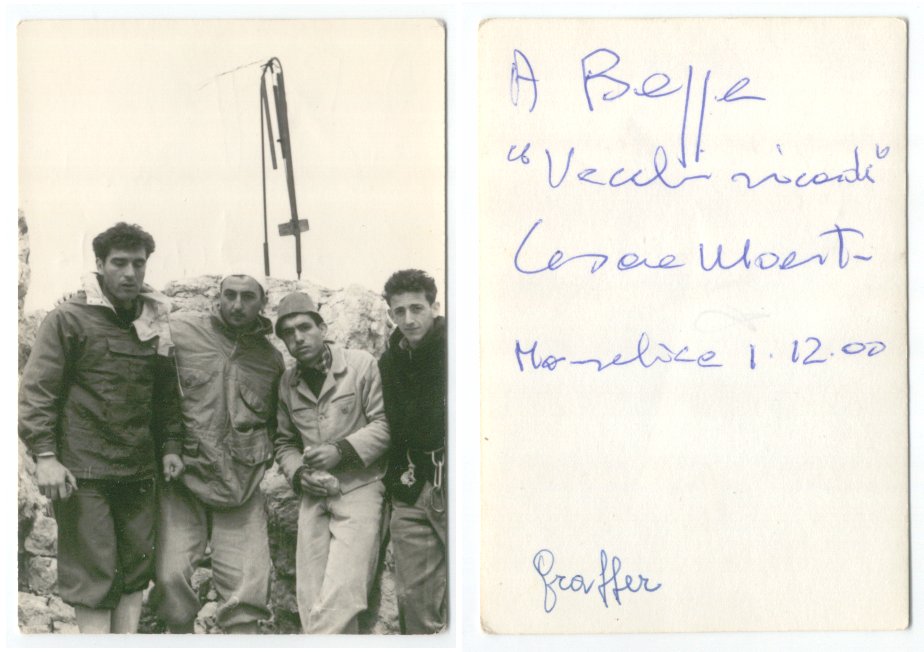 A Beppe
"Vecchi ricordi"
Cesare Maestri
Monselice 1.12.00
Graffer